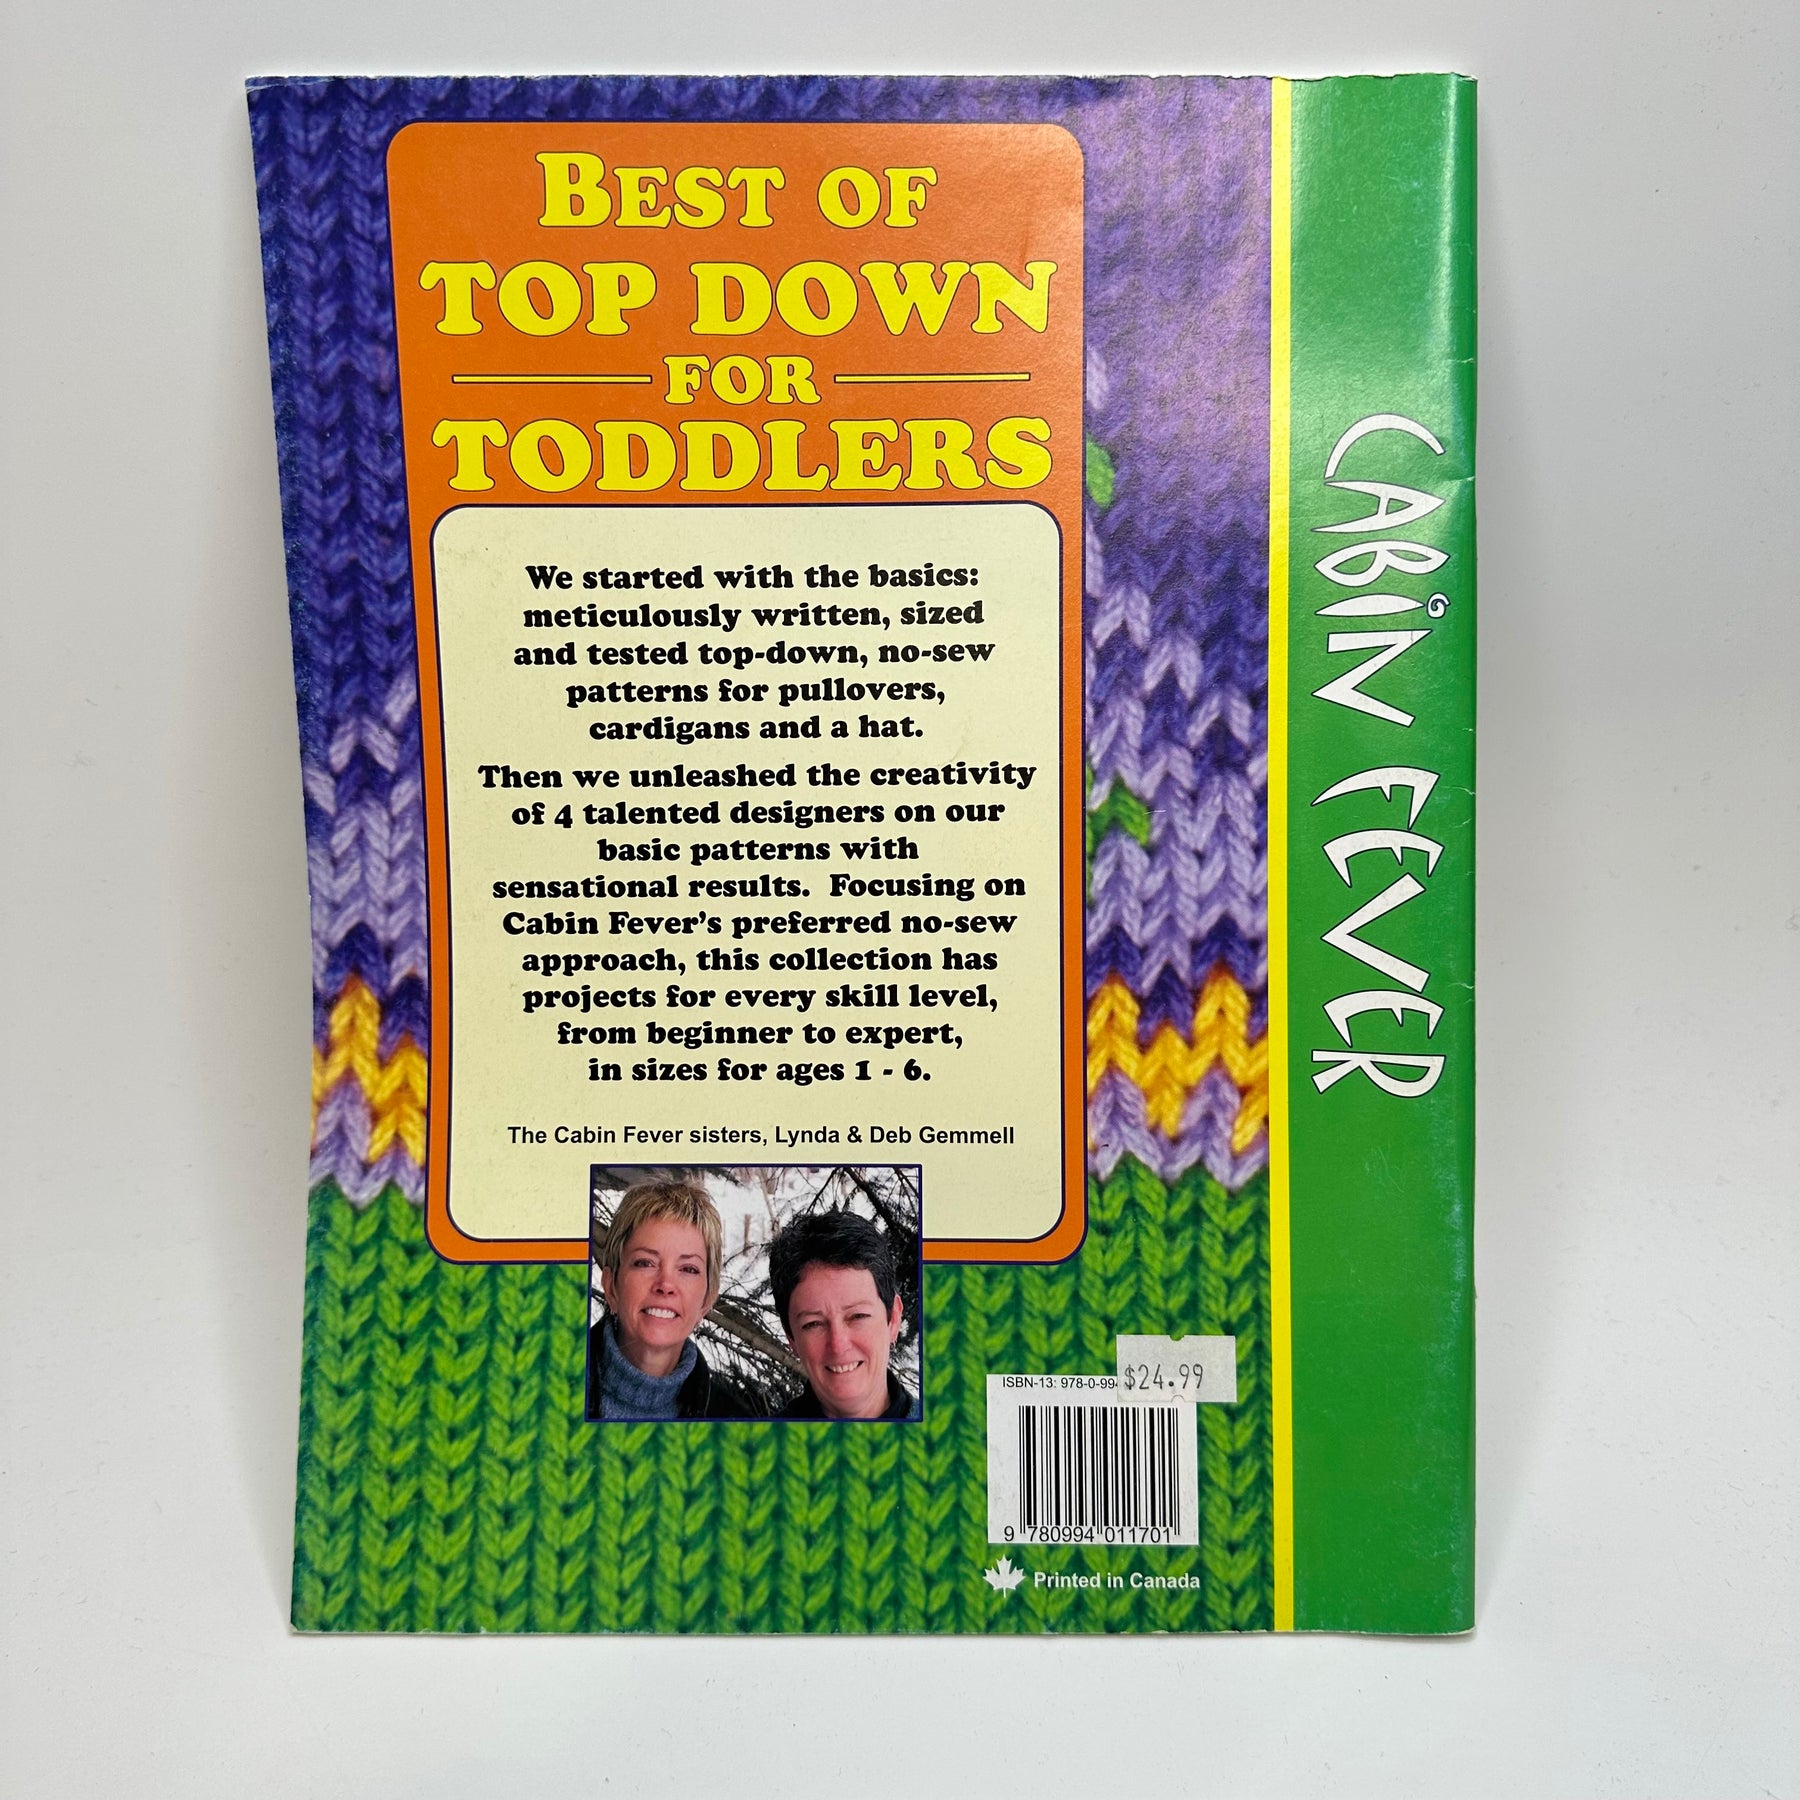 BEST OF
TOP DOWN
FOR
TODDLERS
We started with the basics:
meticulously written, sized
and tested top-down, no-sew
patterns for pullovers,
cardigans and a hat.
Then we unleashed the creativity
of 4 talented designers on our
basic patterns with
sensational results. Focusing on
Cabin Fever's preferred no-sew
approach, this collection has
projects for every skill level,
from beginner to expert,
in sizes for ages 1 - 6.
The Cabin Fever sisters, Lynda & Deb Gemmell
$24.99
ISBN-13: 978-0-994
9 780994 011701
Printed in Canada
CABIN FEVER